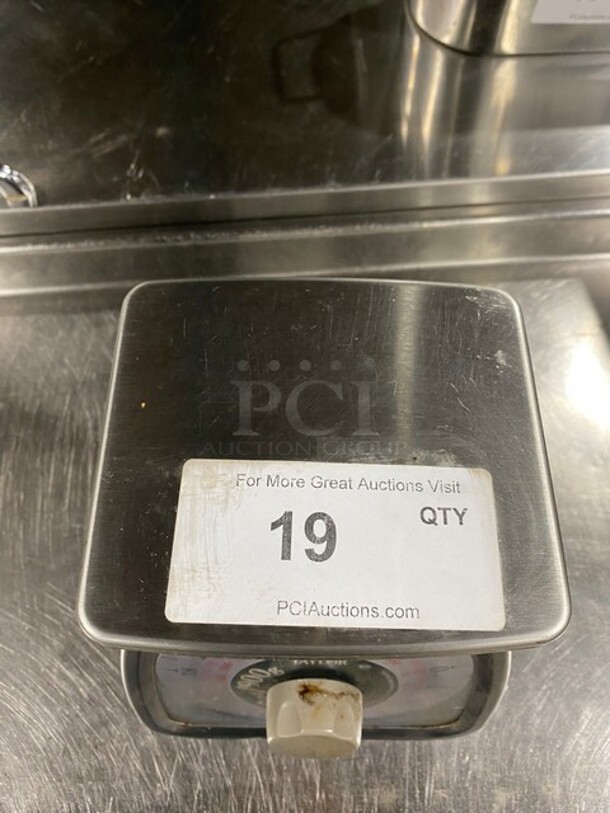 PCI
AUCTION GROUP
For More Great Auctions Visit
19 QTY
PCIAuctions.com
TAYLOR